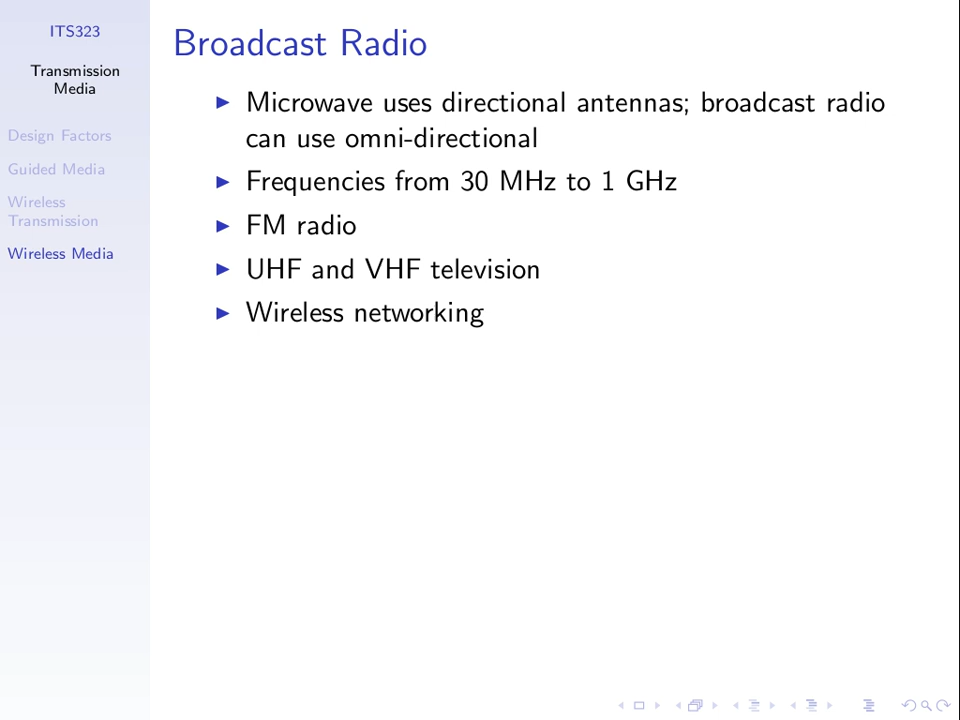 ITS323
Transmission
Media
Design Factors
Guided Media
Wireless
Transmission
Wireless Media
Broadcast Radio
Microwave uses directional antennas; broadcast radio
can use omni-directional
Frequencies from 30 MHz to 1 GHz
FM radio
UHF and VHF television
Wireless networking